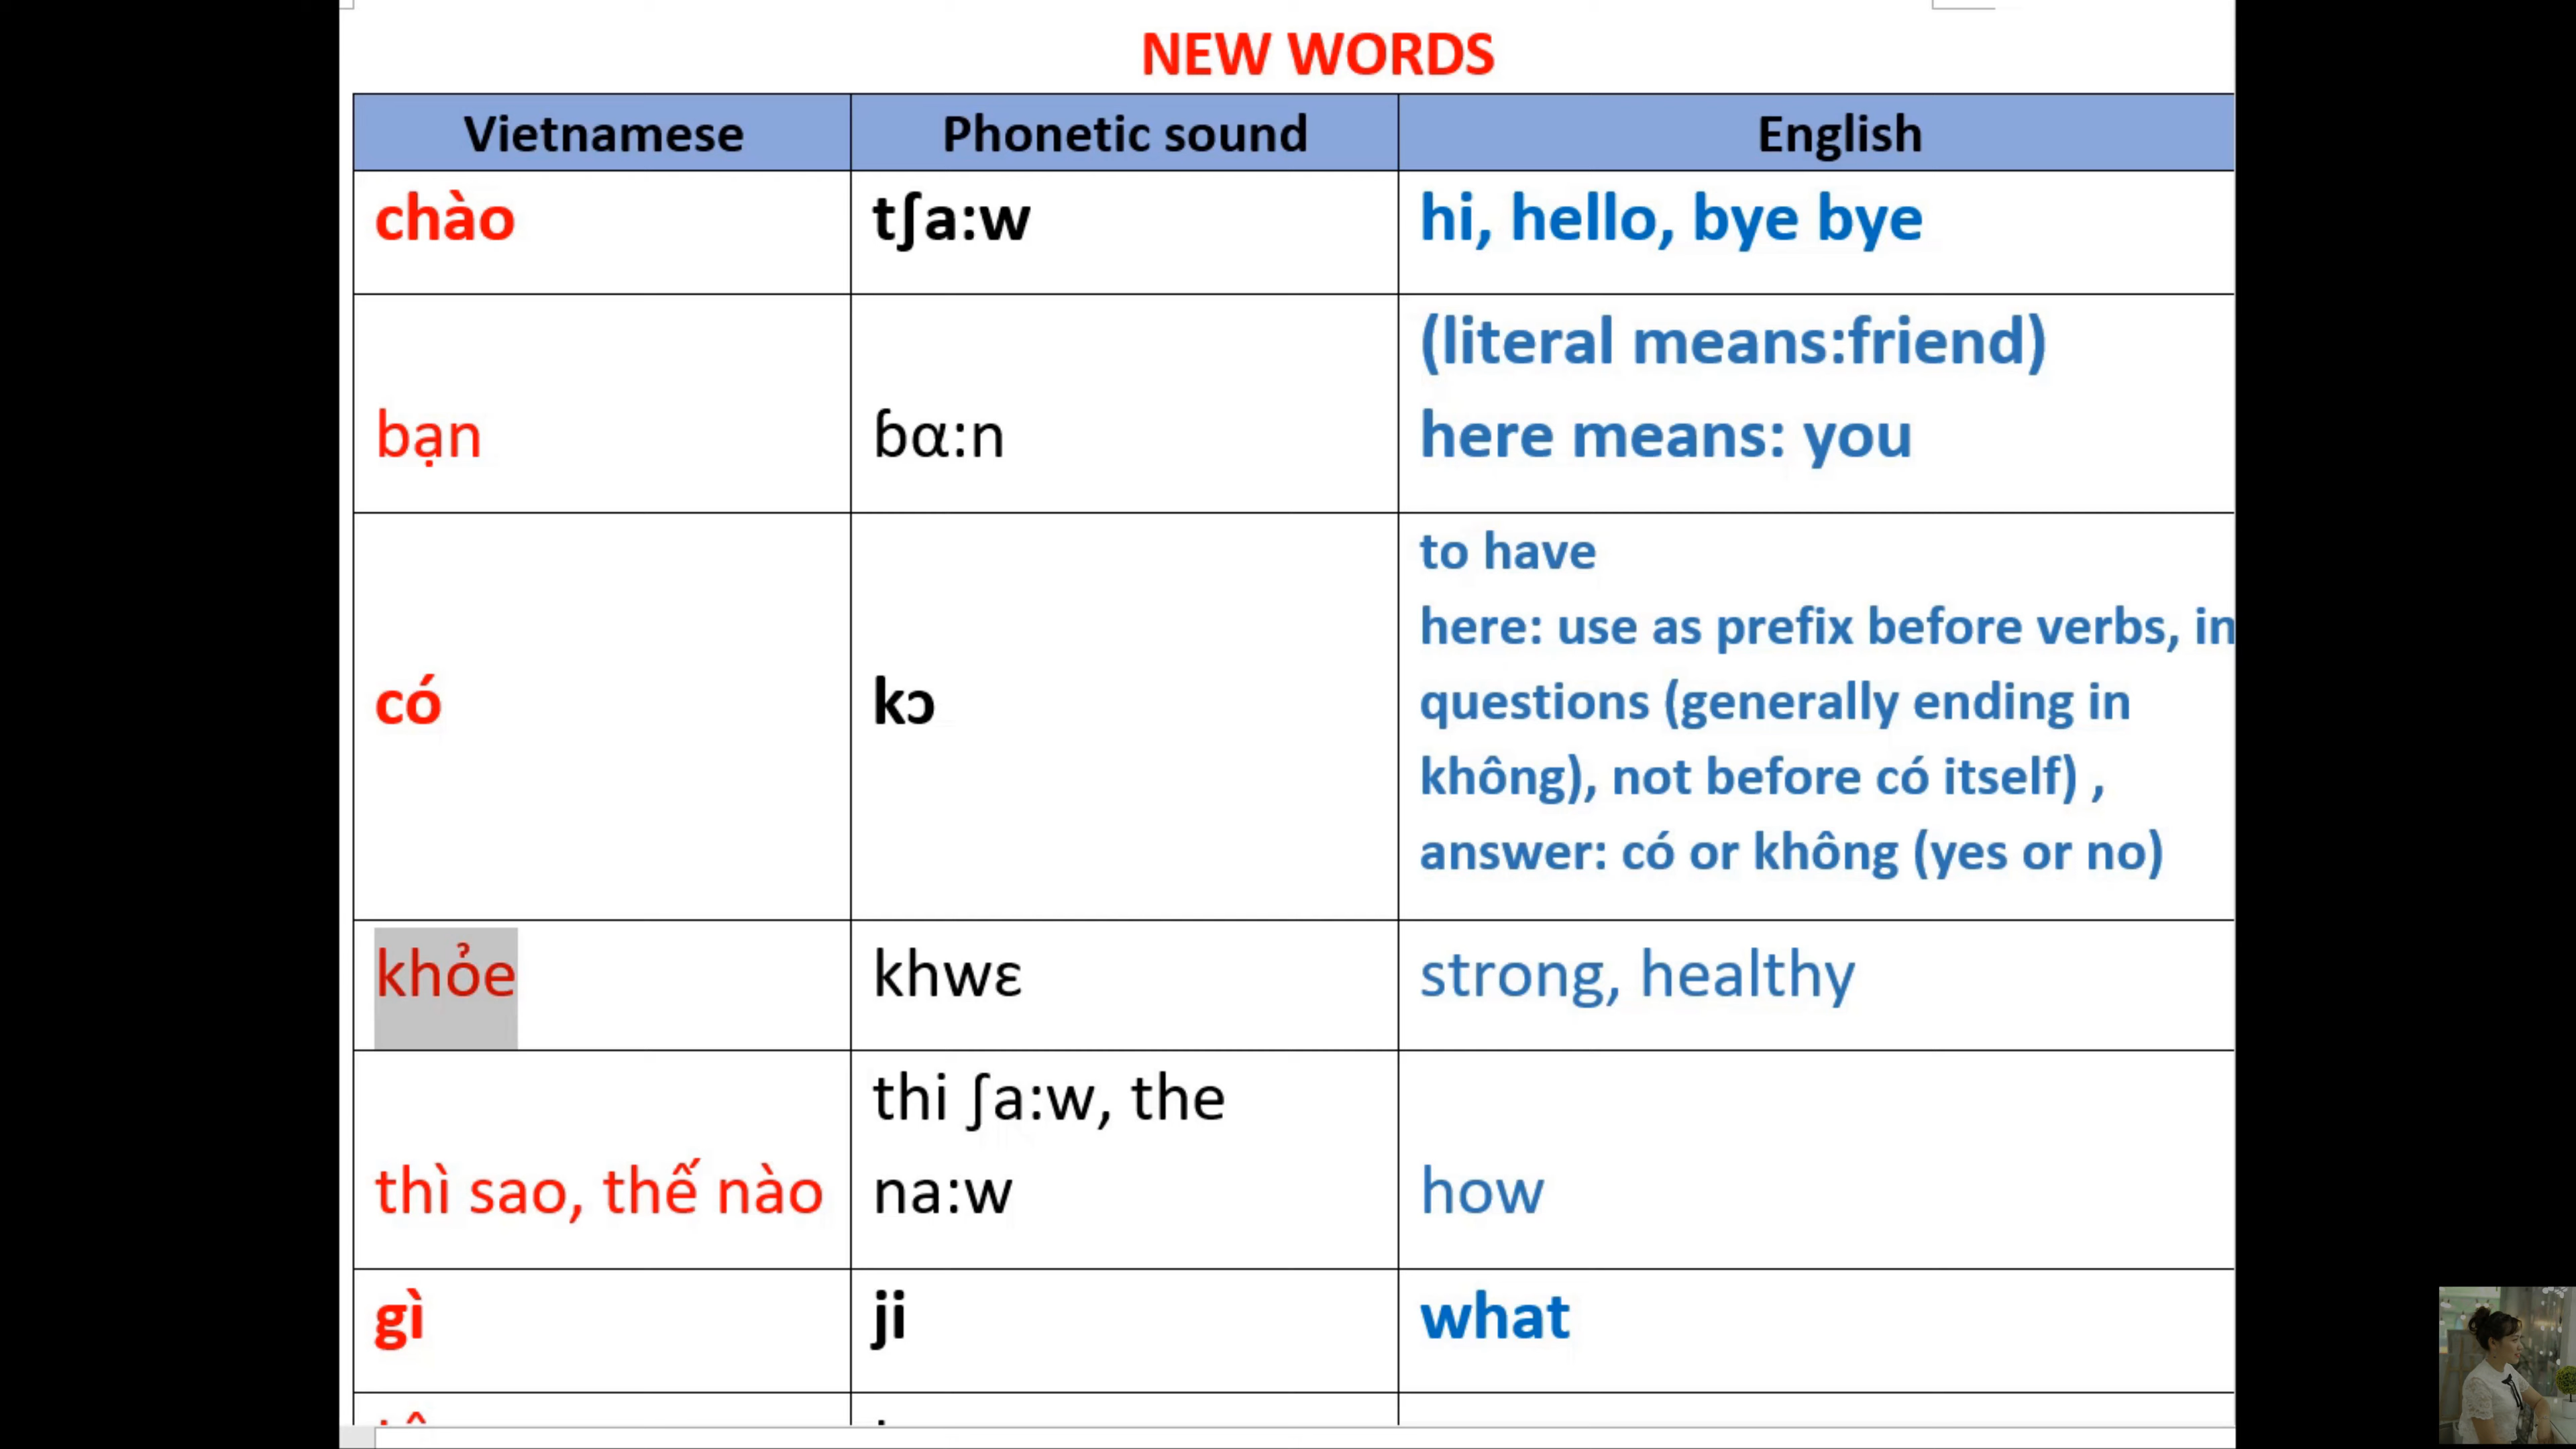 NEW WORDS
Vietnamese Phonetic sound English
chào tʃa:w hi, hello, bye bye
(literal means:friend)
bạn ɓα:n here means: you
to have
here: use as prefix before verbs, in
questions (generally ending in
có kɔ
không), not before có itself) ,
answer: có or không (yes or no)
khỏe khwɛ strong, healthy
thi ʃa:w, the
thì sao, thế nào na:w how
gì ji what